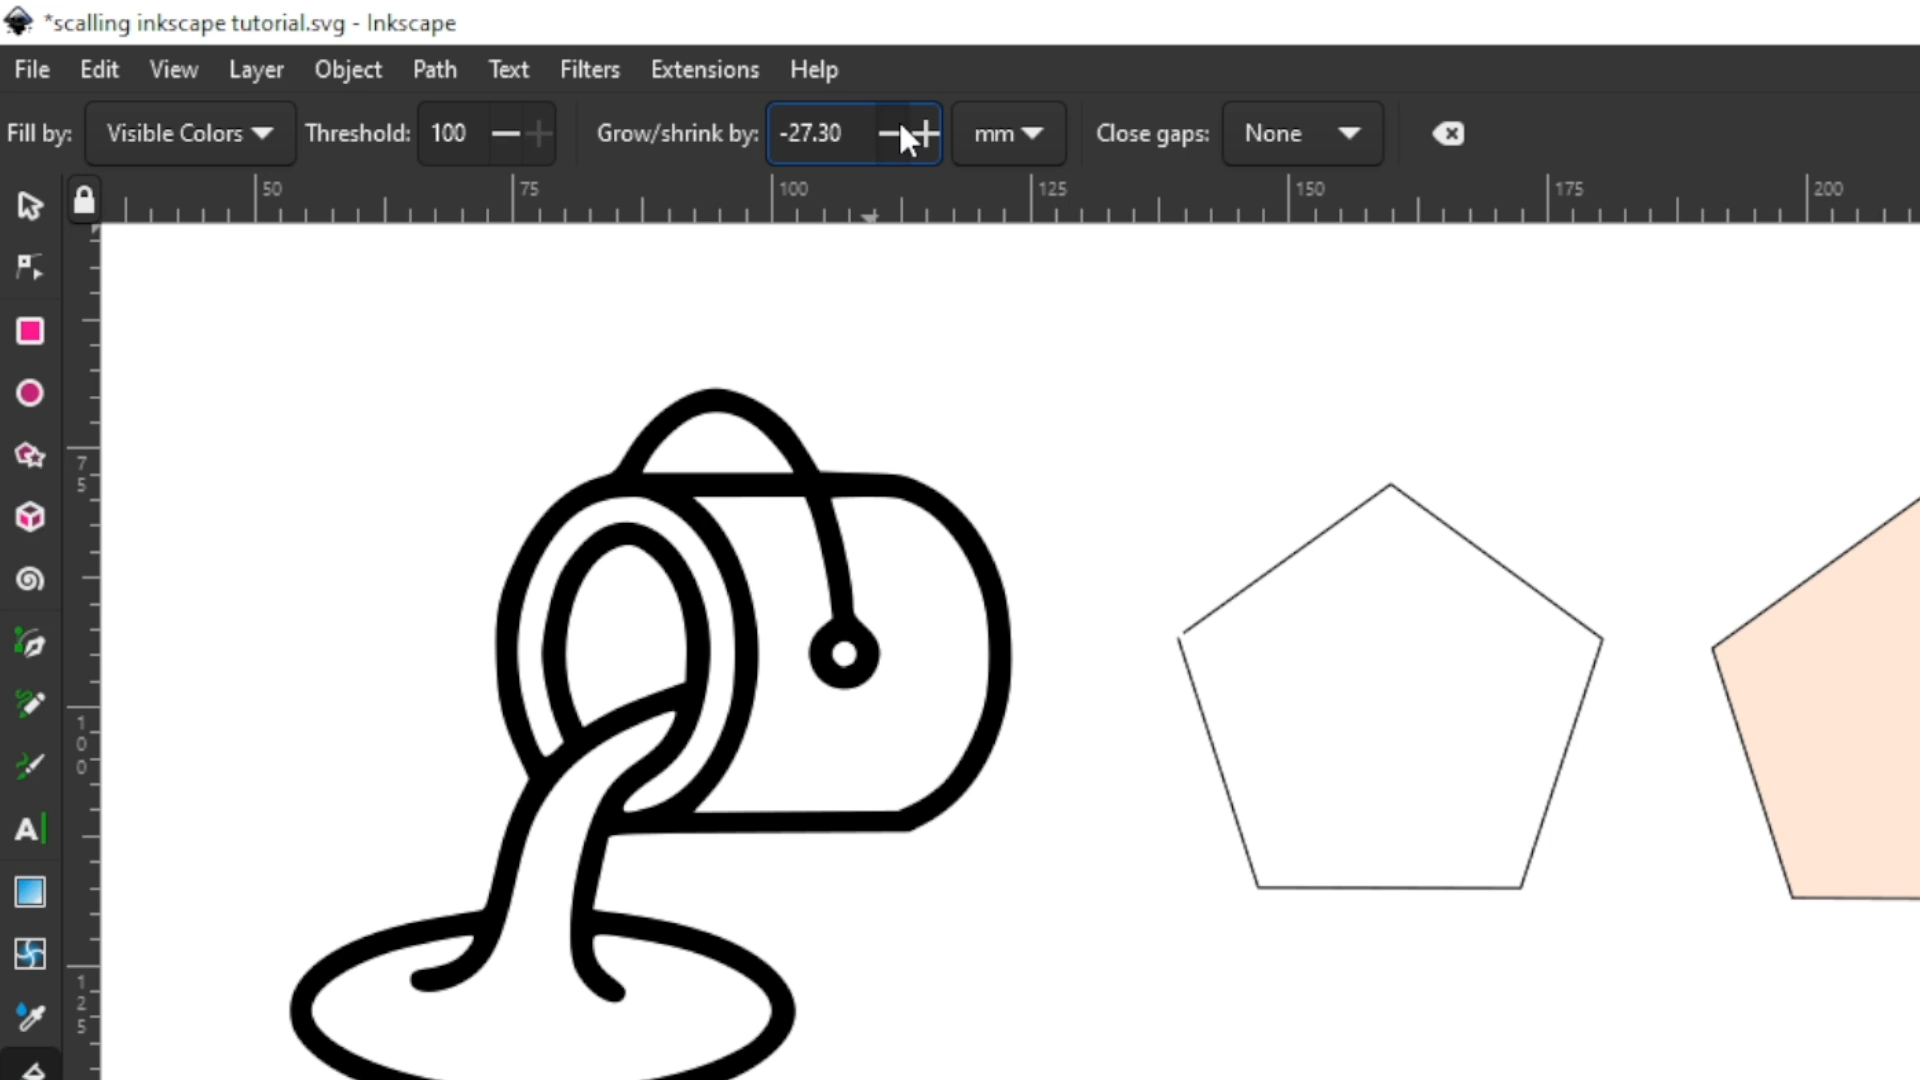 *scalling inkscape tutorial.svg - Inkscape
File Edit View Layer Object Path Text Filters Extensions Help
Fill by: Visible Colors Threshold: 100 Grow/shrink by: -27.30 mm Close gaps: None
50 75 100 125 150 175 200
75
100
125